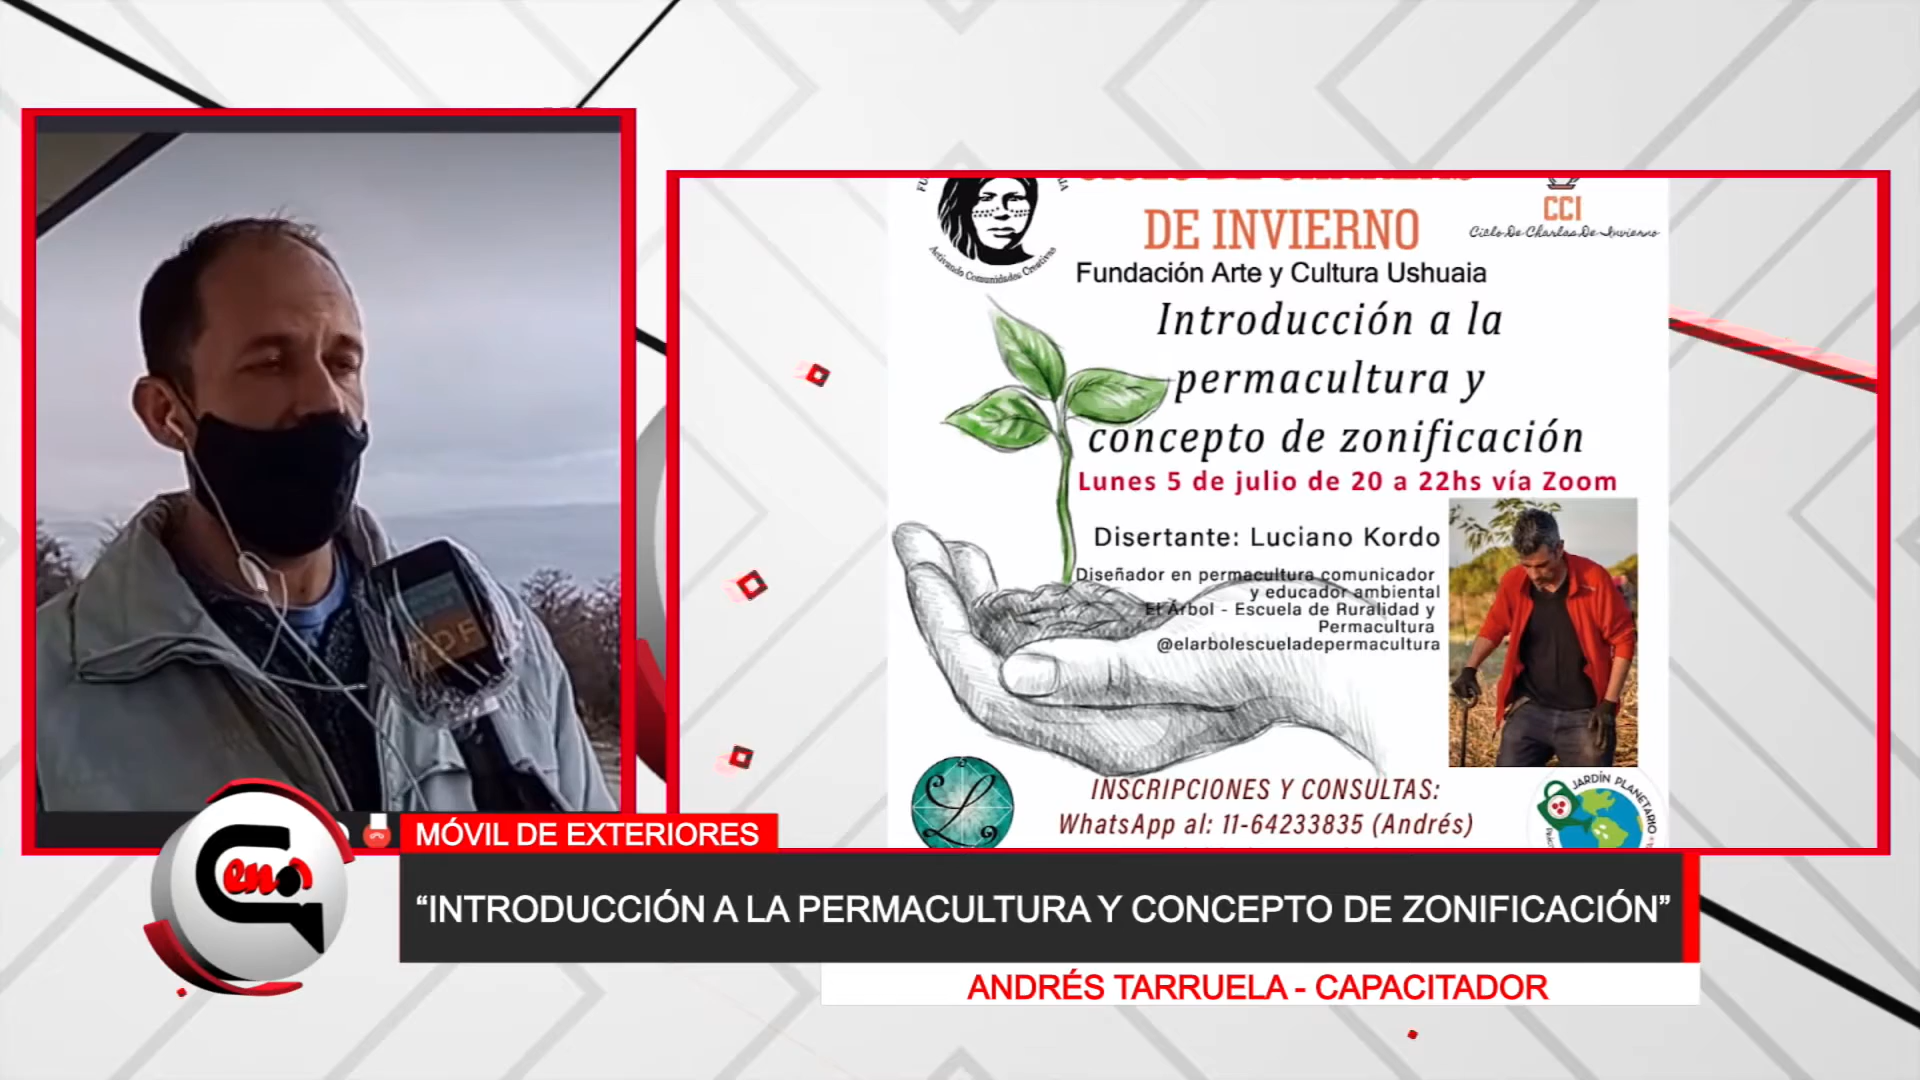 DE INVIERNO
CCI
Ciclo De Charlas De Invierno
Activando Comunidades Creativas
Fundación Arte y Cultura Ushuaia
Introducción a la
permacultura y
concepto de zonificación
Lunes 5 de julio de 20 a 22hs vía Zoom
Disertante: Luciano Kordo
Diseñador en permacultura comunicador
y educador ambiental
El Árbol - Escuela de Ruralidad y
Permacultura
@elarbolescueladepermacultura
L
INSCRIPCIONES Y CONSULTAS:
WhatsApp al: 11-64233835 (Andrés)
JARDÍN PLANETARIO
en
MÓVIL DE EXTERIORES
“INTRODUCCIÓN A LA PERMACULTURA Y CONCEPTO DE ZONIFICACIÓN”
ANDRÉS TARRUELA - CAPACITADOR